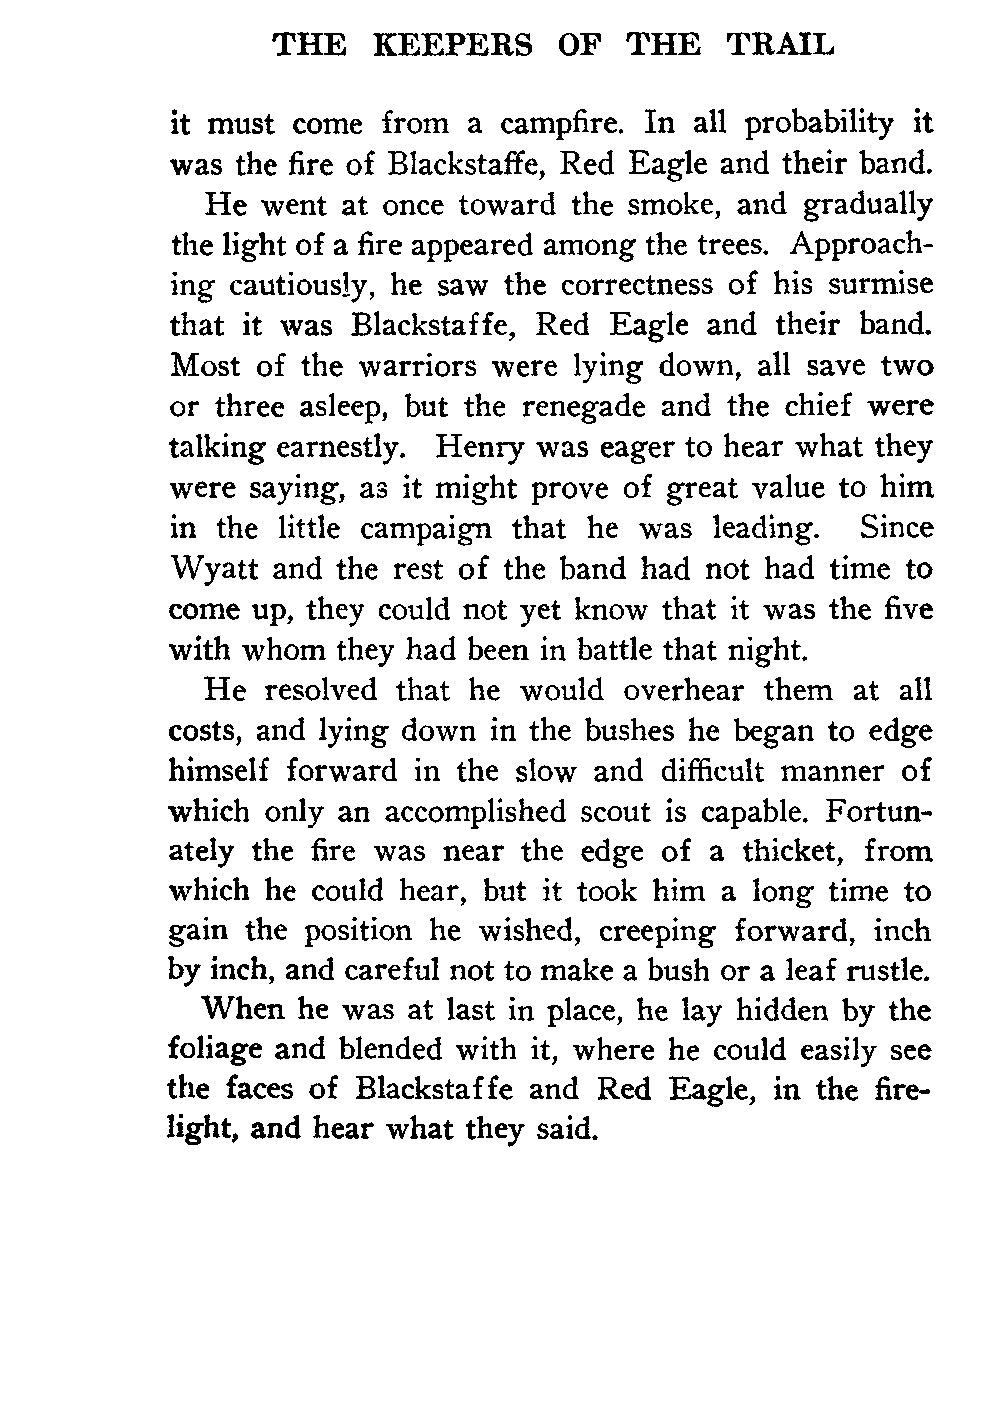 THE KEEPERS OF THE TRAIL
it must come from a campfire. In all probability it
was the fire of Blackstaffe, Red Eagle and their band.
He went at once toward the smoke, and gradually
the light of a fire appeared among the trees. Approach-
ing cautiously, he saw the correctness of his surmise
that it was Blackstaffe, Red Eagle and their band.
Most of the warriors were lying down, all save two
or three asleep, but the renegade and the chief were
talking earnestly. Henry was eager to hear what they
were saying, as it might prove of great value to him
in the little campaign that he was leading. Since
Wyatt and the rest of the band had not had time to
come up, they could not yet know that it was the five
with whom they had been in battle that night.
He resolved that he would overhear them at all
costs, and lying down in the bushes he began to edge
himself forward in the slow and difficult manner of
which only an accomplished scout is capable. Fortun-
ately the fire was near the edge of a thicket, from
which he could hear, but it took him a long time to
gain the position he wished, creeping forward, inch
by inch, and careful not to make a bush or a leaf rustle.
When he was at last in place, he lay hidden by the
foliage and blended with it, where he could easily see
the faces of Blackstaffe and Red Eagle, in the fire-
light, and hear what they said.